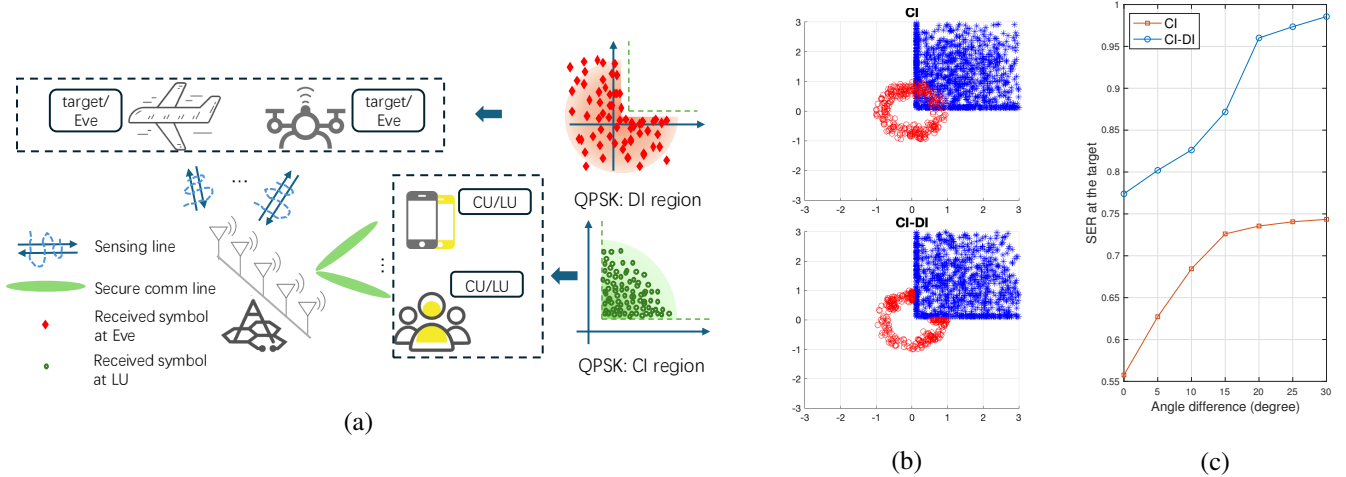 target/
Eve
target/
Eve
...
CU/LU
...
CU/LU
Sensing line
Secure comm line
Received symbol
at Eve
Received symbol
at LU
QPSK: DI region
QPSK: CI region
(a)
CI
3
2
1
0
-1
-2
-3
-3 -2 -1 0 1 2 3
CI-DI
3
2
1
0
-1
-2
-3
-3 -2 -1 0 1 2 3
(b)
CI
CI-DI
SER at the target
1
0.95
0.9
0.85
0.8
0.75
0.7
0.65
0.6
0.55
0 5 10 15 20 25 30
Angle difference (degree)
(c)